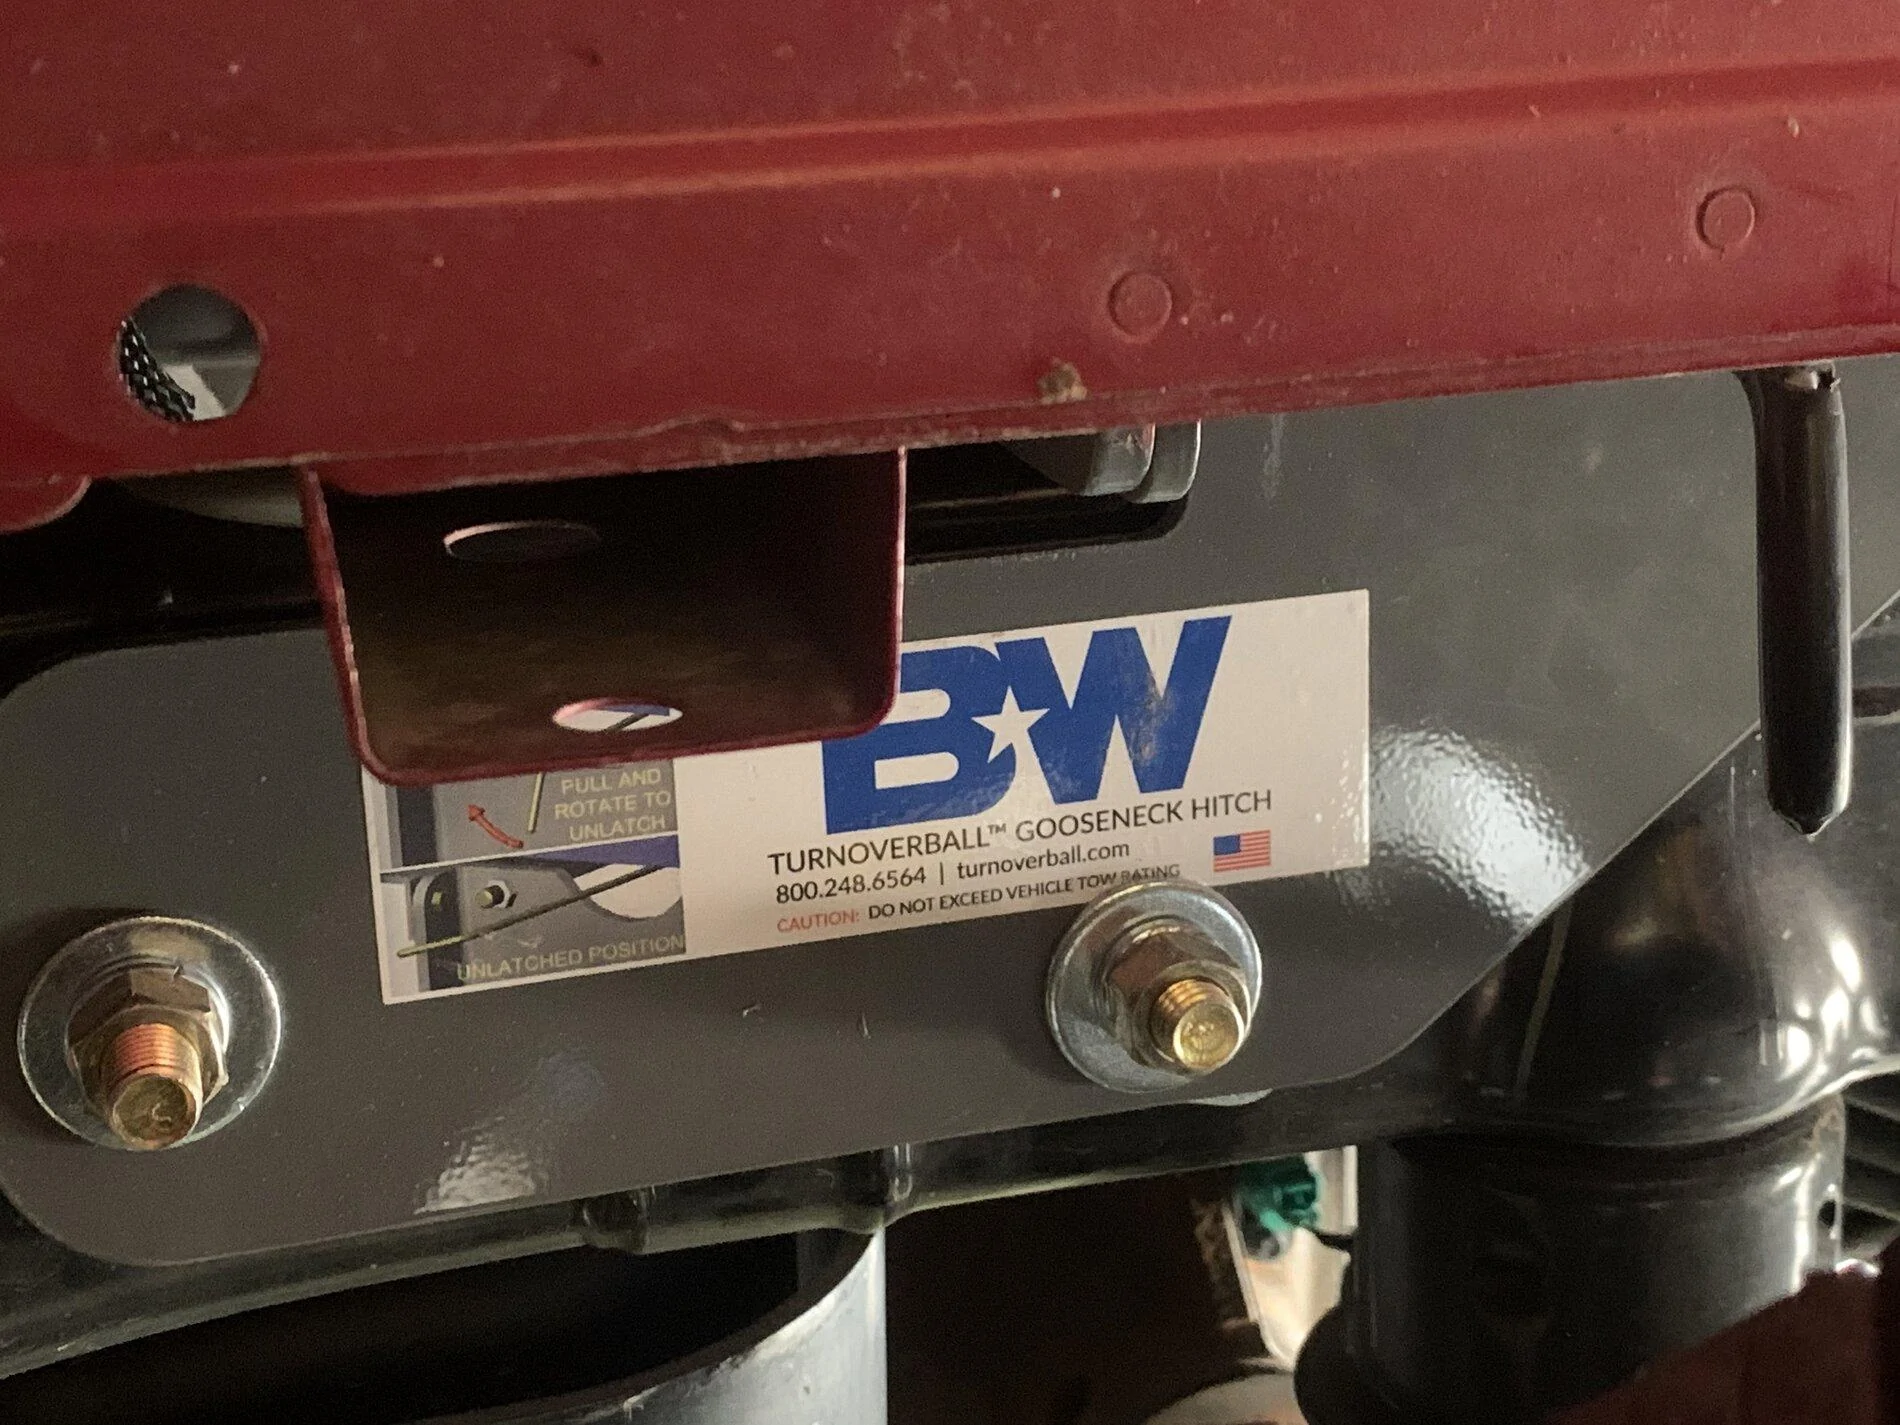 PULL AND
ROTATE TO
UNLATCH
UNLATCHED POSITION
BW
TURNOVERBALL™ GOOSENECK HITCH
800.248.6564 | turnoverball.com
CAUTION: DO NOT EXCEED VEHICLE TOW RATING